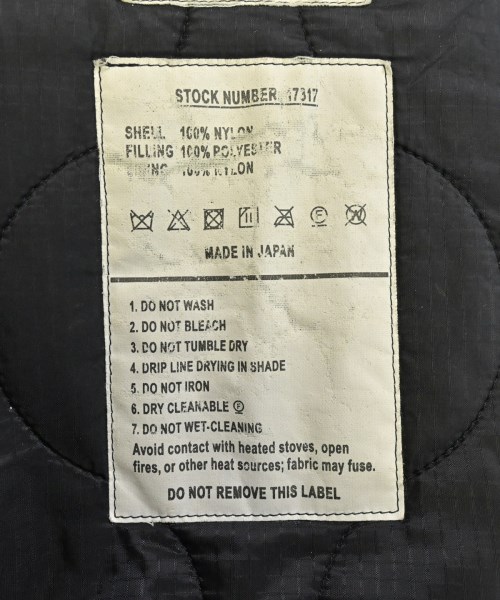 STOCK NUMBER 17317
SHELL 100% NYLON
FILLING 100% POLYESTER
100% NYLON
MADE IN JAPAN
1. DO NOT WASH
2. DO NOT BLEACH
3. DO NOT TUMBLE DRY
4. DRIP LINE DRYING IN SHADE
5. DO NOT IRON
6. DRY CLEANABLE Ⓕ
7. DO NOT WET-CLEANING
Avoid contact with heated stoves, open
fires, or other heat sources; fabric may fuse.
DO NOT REMOVE THIS LABEL